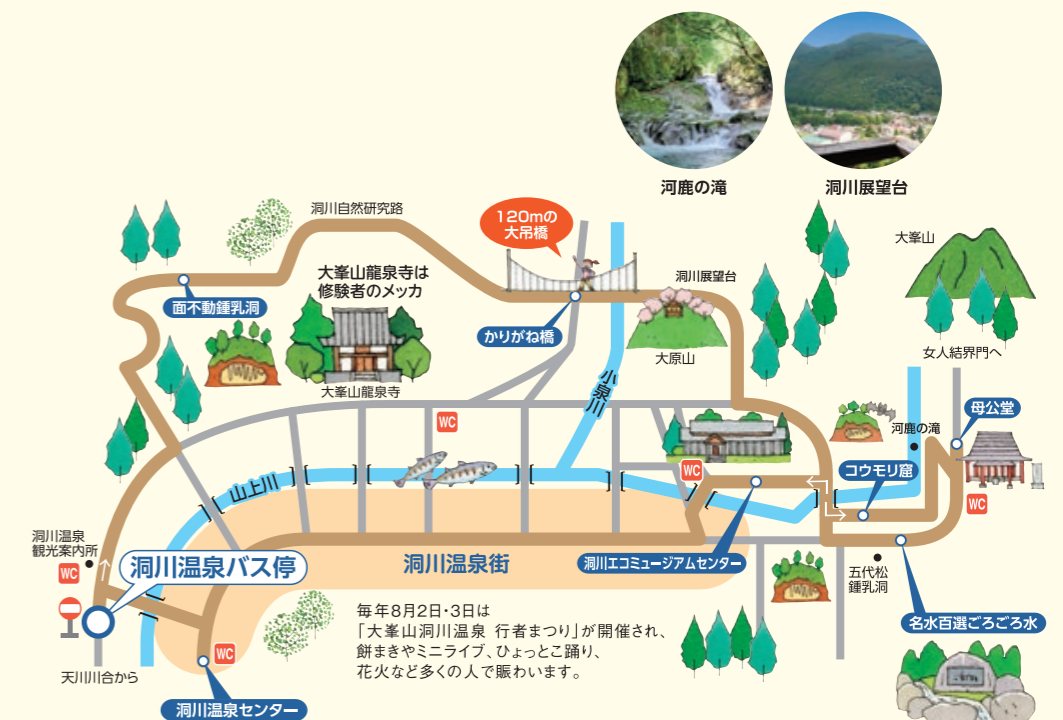 河鹿の滝
洞川展望台
洞川自然研究路
120mの
大吊橋
大峯山龍泉寺は
修験者のメッカ
面不動鍾乳洞
洞川展望台
大峯山
かりがね橋
大原山
女人結界門へ
大峯山龍泉寺
小泉川
母公堂
WC
河鹿の滝
コウモリ窟
WC
WC
山上川
洞川温泉
観光案内所
WC
洞川温泉バス停
洞川温泉街
洞川エコミュージアムセンター
五代松
鍾乳洞
名水百選ごろごろ水
毎年8月2日・3日は
「大峯山洞川温泉 行者まつり」が開催され、
餅まきやミニライブ、ひょっとこ踊り、
花火など多くの人で賑わいます。
WC
天川川合から
洞川温泉センター